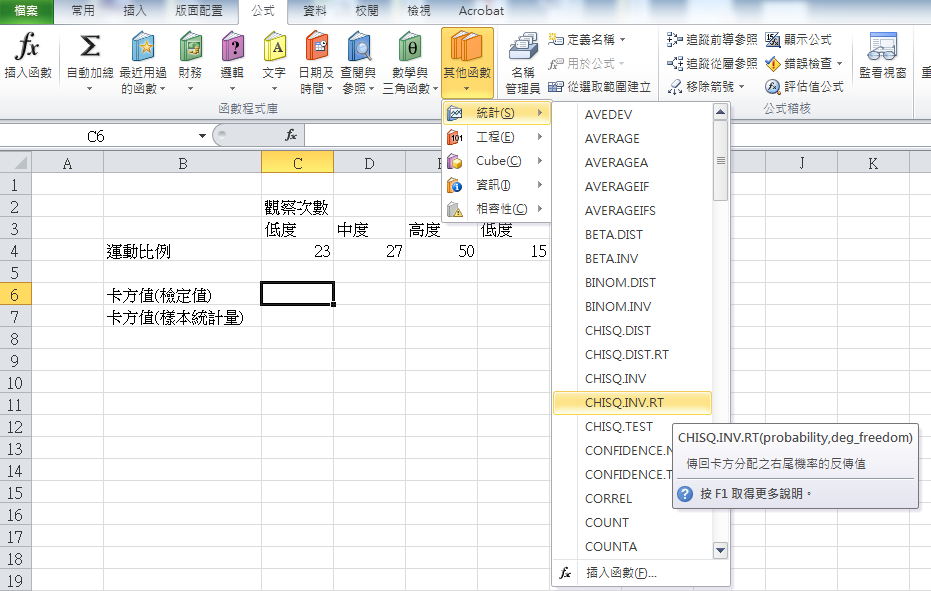 檔案 常用 插入 版面配置 公式 資料 校閱 檢視 Acrobat
fx Σ ? A θ
插入函數 自動加總 最近用過的函數 財務 邏輯 文字 日期及時間 查閱與參照 數學與三角函數 其他函數 名稱管理員
定義名稱
用於公式
從選取範圍建立
追蹤前導參照 顯示公式
追蹤從屬參照 錯誤檢查
移除箭號 評估值公式
監看視窗
函數程式庫 公式稽核
統計(S)
工程(E)
Cube(C)
資訊(I)
相容性(C)
C6 fx
A B C D J K
1
2 觀察次數
3 低度 中度 高度 低度
4 運動比例 23 27 50 15
5
6 卡方值(檢定值)
7 卡方值(樣本統計量)
8
9
10
11
12
13
14
15
16
17
18
19
AVEDEV
AVERAGE
AVERAGEA
AVERAGEIF
AVERAGEIFS
BETA.DIST
BETA.INV
BINOM.DIST
BINOM.INV
CHISQ.DIST
CHISQ.DIST.RT
CHISQ.INV
CHISQ.INV.RT
CHISQ.TEST
CONFIDENCE.N
CONFIDENCE.T
CORREL
COUNT
COUNTA
fx 插入函數(F)...
CHISQ.INV.RT(probability,deg_freedom)
傳回卡方分配之右尾機率的反傳值
? 按 F1 取得更多說明。